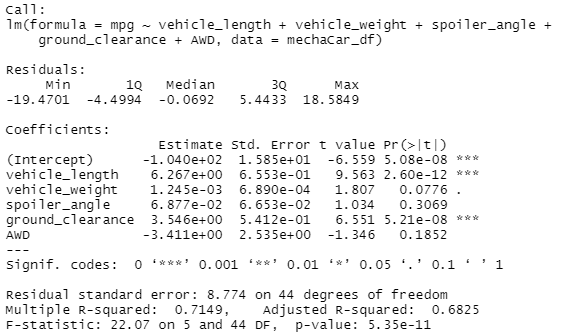 Call:
lm(formula = mpg ~ vehicle_length + vehicle_weight + spoiler_angle +
    ground_clearance + AWD, data = mechaCar_df)
Residuals:
     Min       1Q   Median       3Q      Max
-19.4701  -4.4994  -0.0692   5.4433  18.5849
Coefficients:
                   Estimate Std. Error t value Pr(>|t|)
(Intercept)      -1.040e+02  1.585e+01  -6.559 5.08e-08 ***
vehicle_length    6.267e+00  6.553e-01   9.563 2.60e-12 ***
vehicle_weight    1.245e-03  6.890e-04   1.807   0.0776 .
spoiler_angle     6.877e-02  6.653e-02   1.034   0.3069
ground_clearance  3.546e+00  5.412e-01   6.551 5.21e-08 ***
AWD              -3.411e+00  2.535e+00  -1.346   0.1852
---
Signif. codes:  0 ‘***’ 0.001 ‘**’ 0.01 ‘*’ 0.05 ‘.’ 0.1 ‘ ’ 1
Residual standard error: 8.774 on 44 degrees of freedom
Multiple R-squared:  0.7149,	Adjusted R-squared:  0.6825
F-statistic: 22.07 on 5 and 44 DF,  p-value: 5.35e-11